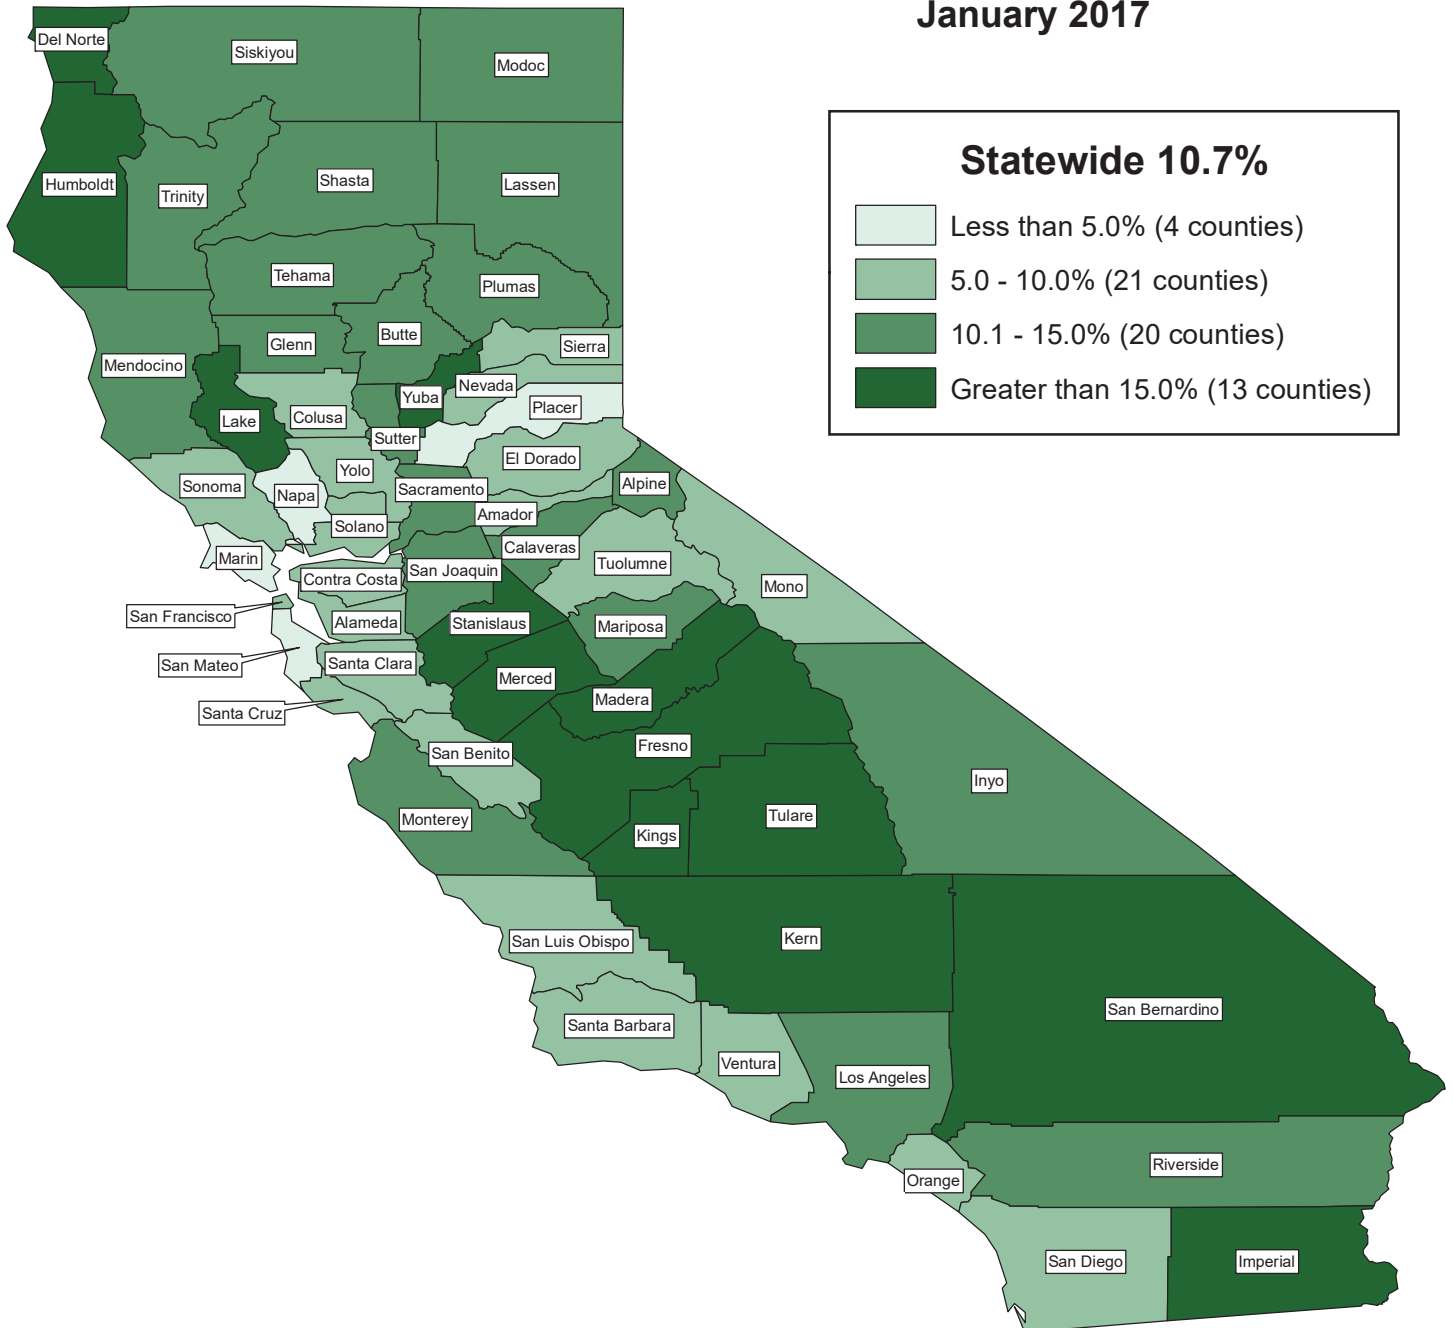 January 2017
Statewide 10.7%
Less than 5.0% (4 counties)
5.0 - 10.0% (21 counties)
10.1 - 15.0% (20 counties)
Greater than 15.0% (13 counties)
Del Norte
Siskiyou
Modoc
Humboldt
Trinity
Shasta
Lassen
Tehama
Plumas
Mendocino
Glenn
Butte
Sierra
Lake
Colusa
Yuba
Nevada
Placer
Sutter
Sonoma
Napa
Yolo
Sacramento
El Dorado
Alpine
Solano
Amador
Marin
Contra Costa
San Joaquin
Calaveras
Tuolumne
Mono
San Francisco
Alameda
Stanislaus
Mariposa
San Mateo
Santa Clara
Merced
Madera
Santa Cruz
San Benito
Fresno
Inyo
Monterey
Kings
Tulare
San Luis Obispo
Kern
San Bernardino
Santa Barbara
Ventura
Los Angeles
Orange
Riverside
San Diego
Imperial